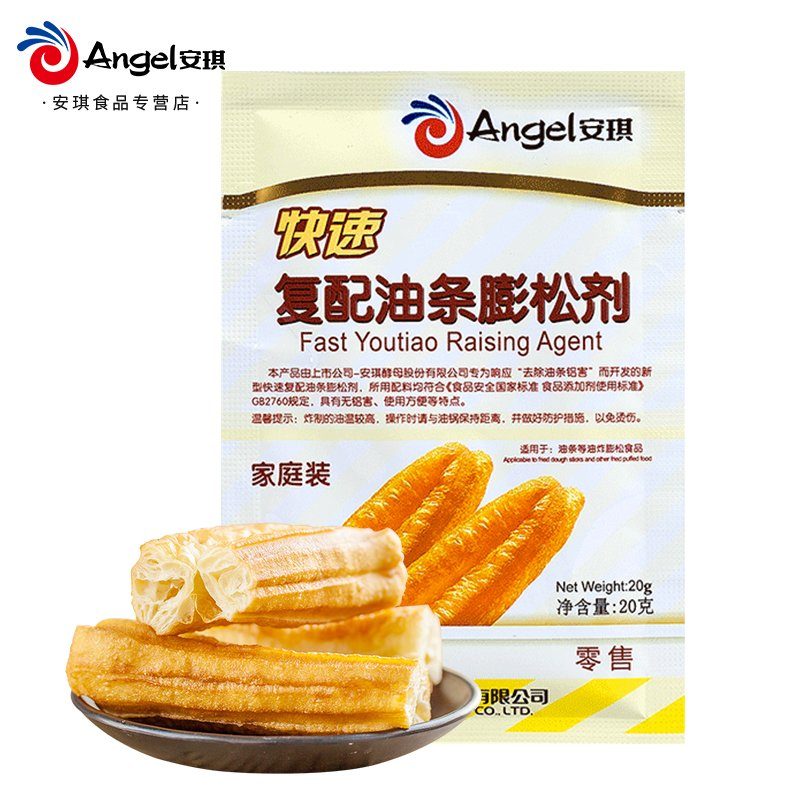 Angel安琪
·安琪食品专营店·
Angel安琪
快速
复配油条膨松剂
Fast Youtiao Raising Agent
本产品由上市公司-安琪酵母股份有限公司专为响应“去除油条铝害”而开发的新
型快速复配油条膨松剂，所用配料均符合《食品安全国家标准 食品添加剂使用标准》
GB2760规定，具有无铝害、使用方便等特点。
温馨提示：炸制的油温较高，操作时请与油锅保持距离，并做好防护措施，以免烫伤。
适用于：油条等油炸膨松食品
Applicable to fried dough sticks and other fried puffed food
家庭装
Net Weight:20g
净含量:20克
零售
有限公司
CO.,LTD.